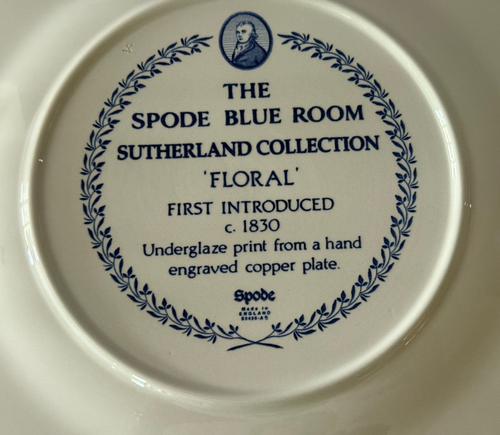 THE
SPODE BLUE ROOM
SUTHERLAND COLLECTION
'FLORAL'
FIRST INTRODUCED
c. 1830
Underglaze print from a hand
engraved copper plate.
Spode
Made in
ENGLAND